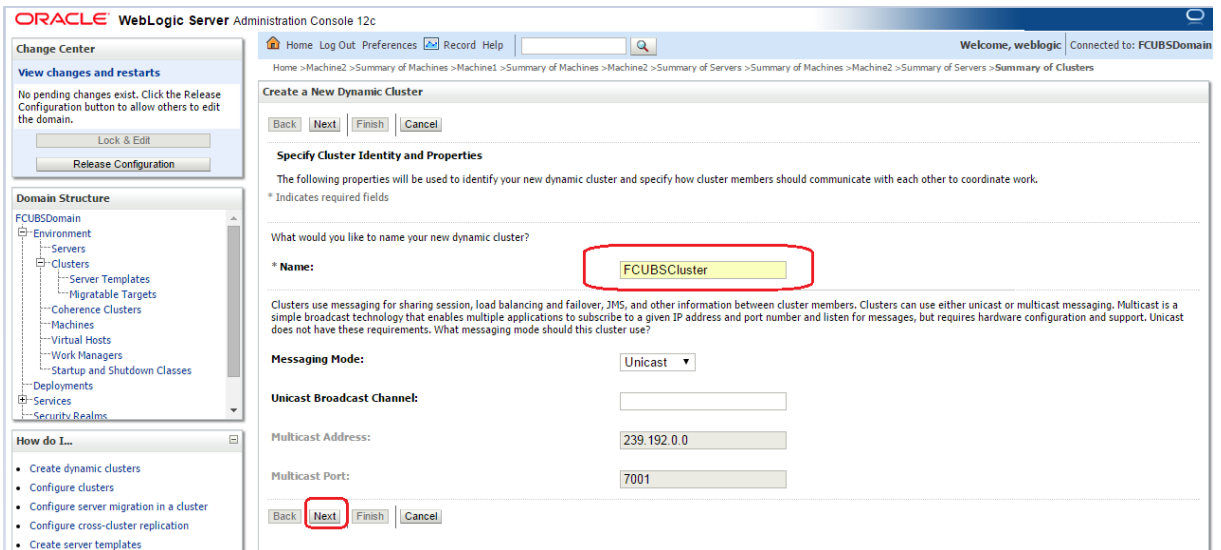 ORACLE WebLogic Server Administration Console 12c
Change Center
View changes and restarts
No pending changes exist. Click the Release
Configuration button to allow others to edit
the domain.
Lock & Edit
Release Configuration
Domain Structure
FCUBSDomain
Environment
Servers
Clusters
Server Templates
Migratable Targets
Coherence Clusters
Machines
Virtual Hosts
Work Managers
Startup and Shutdown Classes
Deployments
Services
Security Realms
How do I...
Create dynamic clusters
Configure clusters
Configure server migration in a cluster
Configure cross-cluster replication
Create server templates
Home Log Out Preferences Record Help
Welcome, weblogic Connected to: FCUBSDomain
Home >Machine2 >Summary of Machines >Machine1 >Summary of Machines >Machine2 >Summary of Servers >Summary of Machines >Machine2 >Summary of Servers >Summary of Clusters
Create a New Dynamic Cluster
Back Next Finish Cancel
Specify Cluster Identity and Properties
The following properties will be used to identify your new dynamic cluster and specify how cluster members should communicate with each other to coordinate work.
* Indicates required fields
What would you like to name your new dynamic cluster?
* Name: FCUBSCluster
Clusters use messaging for sharing session, load balancing and failover, JMS, and other information between cluster members. Clusters can use either unicast or multicast messaging. Multicast is a
simple broadcast technology that enables multiple applications to subscribe to a given IP address and port number and listen for messages, but requires hardware configuration and support. Unicast
does not have these requirements. What messaging mode should this cluster use?
Messaging Mode: Unicast
Unicast Broadcast Channel:
Multicast Address: 239.192.0.0
Multicast Port: 7001
Back Next Finish Cancel